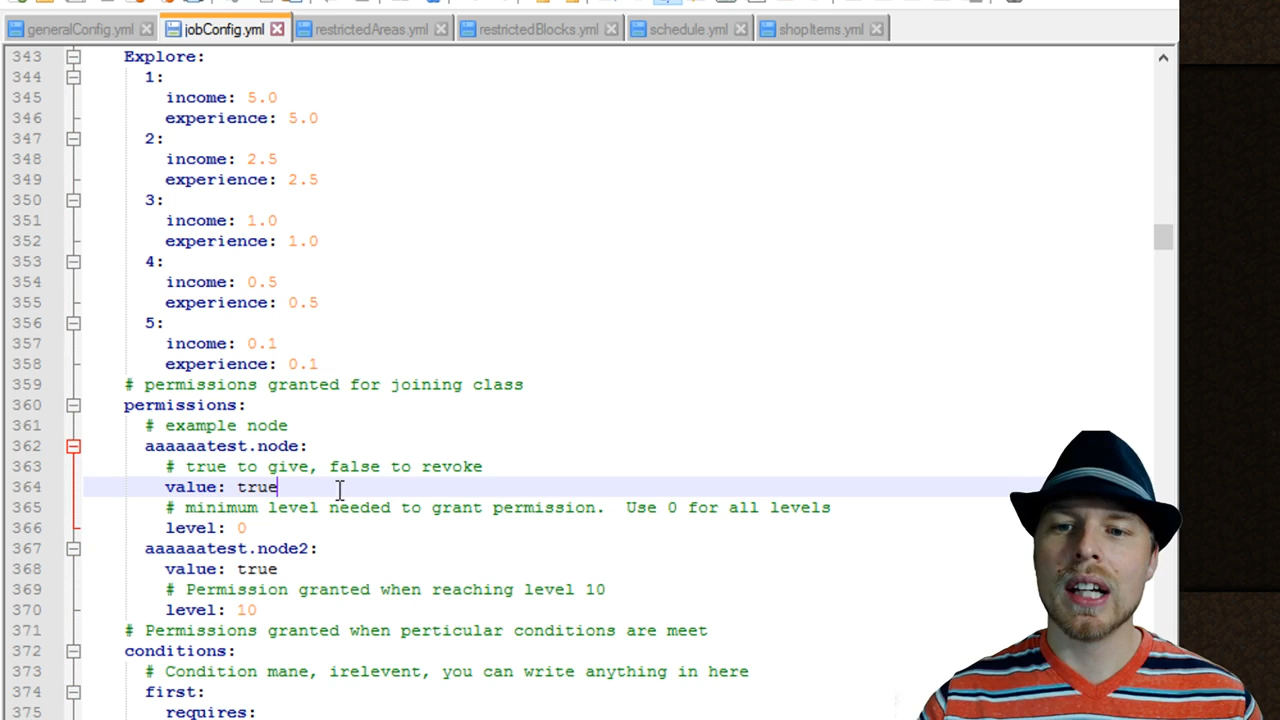 generalConfig.yml jobConfig.yml restrictedAreas.yml restrictedBlocks.yml schedule.yml shopItems.yml
343 Explore:
344 1:
345 income: 5.0
346 experience: 5.0
347 2:
348 income: 2.5
349 experience: 2.5
350 3:
351 income: 1.0
352 experience: 1.0
353 4:
354 income: 0.5
355 experience: 0.5
356 5:
357 income: 0.1
358 experience: 0.1
359 # permissions granted for joining class
360 permissions:
361 # example node
362 aaaaaatest.node:
363 # true to give, false to revoke
364 value: true
365 # minimum level needed to grant permission.  Use 0 for all levels
366 level: 0
367 aaaaaatest.node2:
368 value: true
369 # Permission granted when reaching level 10
370 level: 10
371 # Permissions granted when perticular conditions are meet
372 conditions:
373 # Condition mane, irelevent, you can write anything in here
374 first:
375 requires: